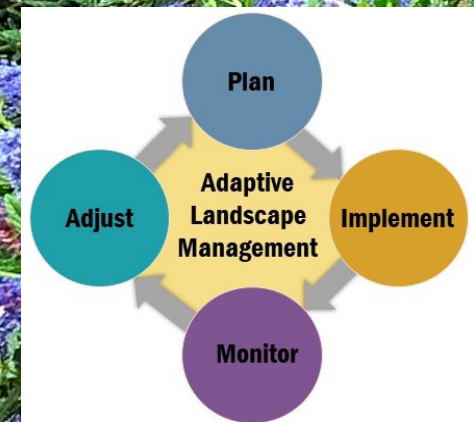 Plan
Adaptive
Landscape
Management
Adjust
Implement
Monitor